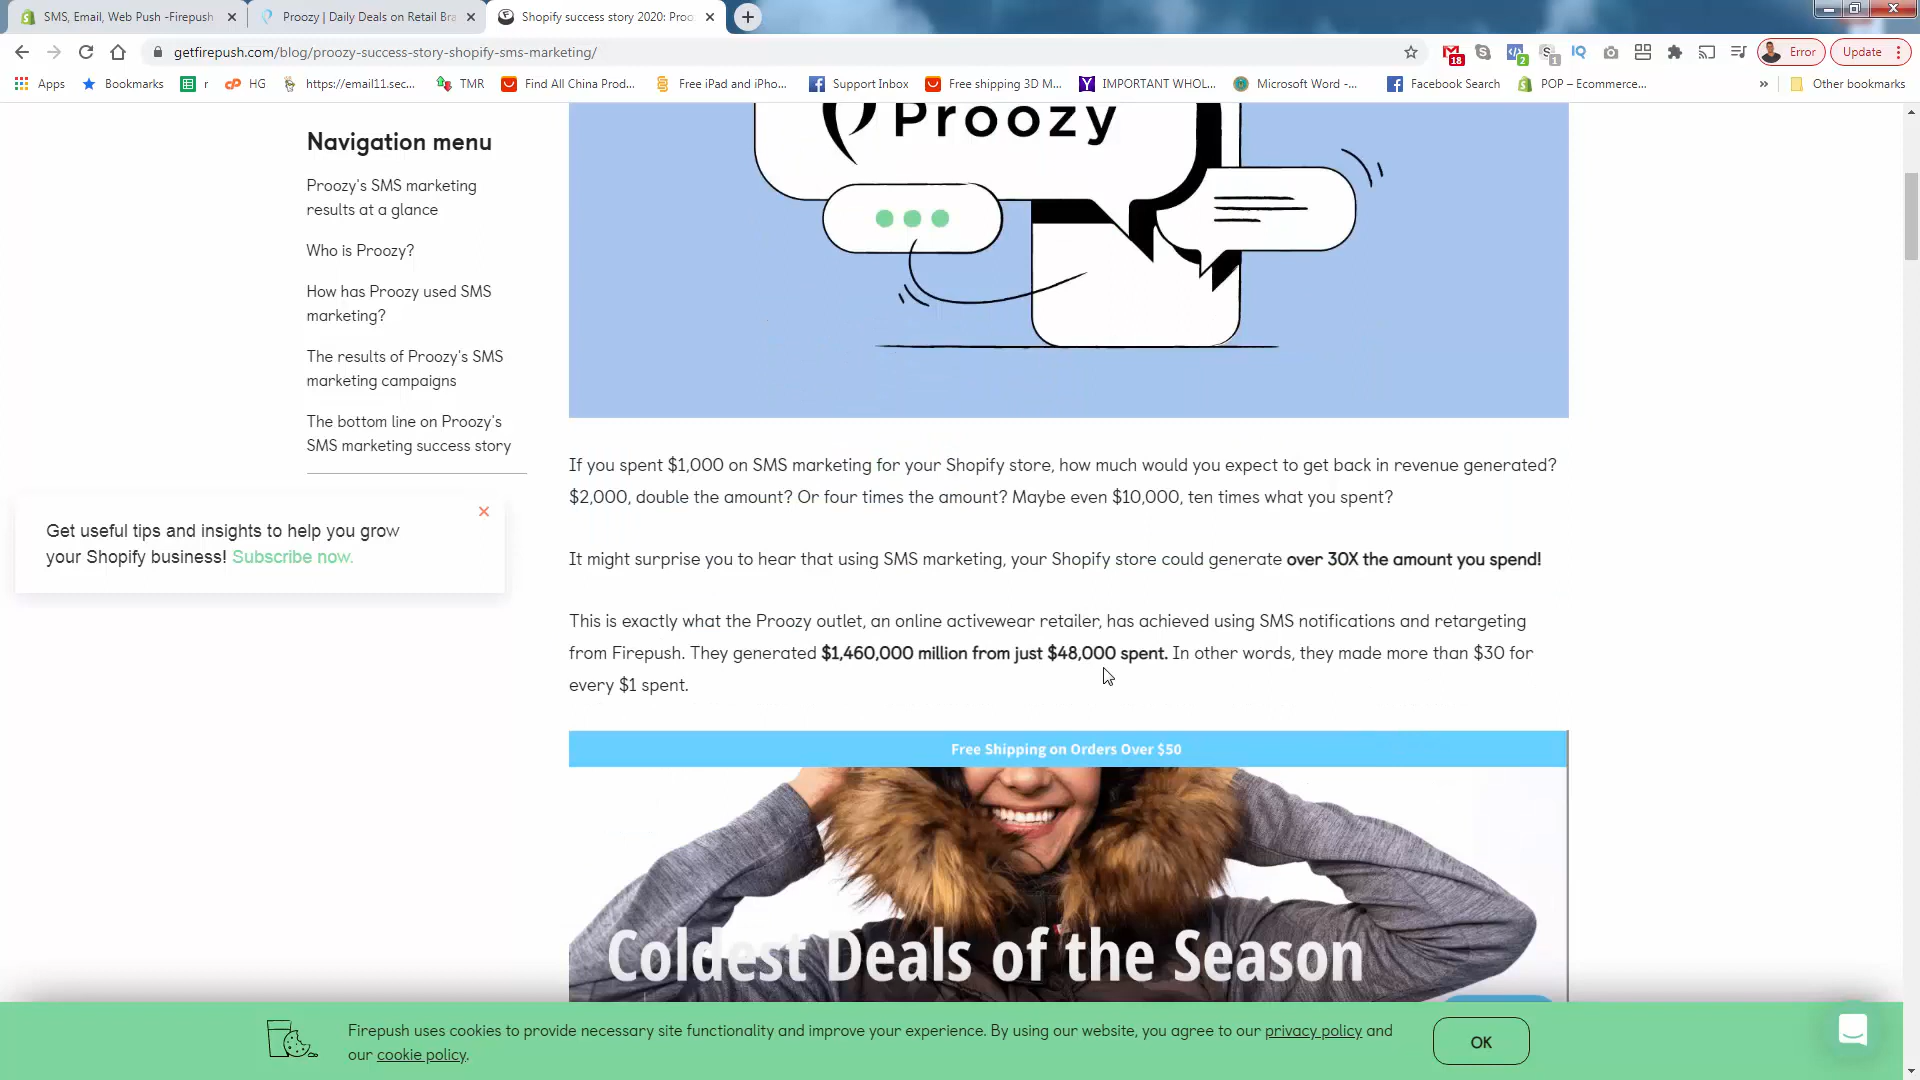 SMS, Email, Web Push -Firepush
Proozy | Daily Deals on Retail Bra
Shopify success story 2020: Proo
getfirepush.com/blog/proozy-success-story-shopify-sms-marketing/
18
2
1
Error
Update
Apps
Bookmarks
r
HG
https://email11.sec...
TMR
Find All China Prod...
Free iPad and iPho...
Support Inbox
Free shipping 3D M...
IMPORTANT WHOL...
Microsoft Word -...
Facebook Search
POP – Ecommerce...
»
Other bookmarks
Navigation menu
Proozy's SMS marketing
results at a glance
Who is Proozy?
How has Proozy used SMS
marketing?
The results of Proozy's SMS
marketing campaigns
The bottom line on Proozy's
SMS marketing success story
Get useful tips and insights to help you grow
your Shopify business! Subscribe now.
Proozy
If you spent $1,000 on SMS marketing for your Shopify store, how much would you expect to get back in revenue generated?
$2,000, double the amount? Or four times the amount? Maybe even $10,000, ten times what you spent?
It might surprise you to hear that using SMS marketing, your Shopify store could generate over 30X the amount you spend!
This is exactly what the Proozy outlet, an online activewear retailer, has achieved using SMS notifications and retargeting
from Firepush. They generated $1,460,000 million from just $48,000 spent. In other words, they made more than $30 for
every $1 spent.
Free Shipping on Orders Over $50
Coldest Deals of the Season
Firepush uses cookies to provide necessary site functionality and improve your experience. By using our website, you agree to our privacy policy and
our cookie policy.
OK